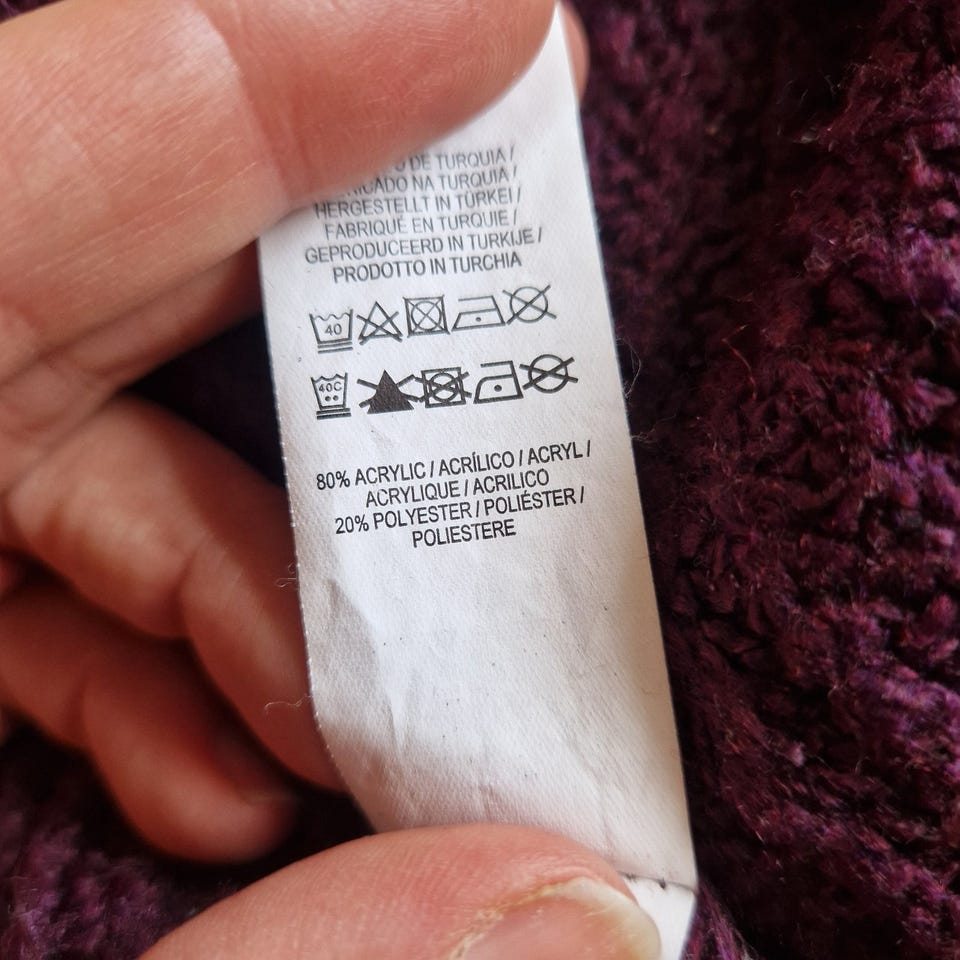 DE TURQUIA /
NA TURQUIA /
HERGESTELLT IN TÜRKEI /
FABRIQUÉ EN TURQUIE /
GEPRODUCEERD IN TURKIJE /
PRODOTTO IN TURCHIA
40
40C
80% ACRYLIC / ACRÍLICO / ACRYL /
ACRYLIQUE / ACRILICO
20% POLYESTER / POLIÉSTER /
POLIESTERE